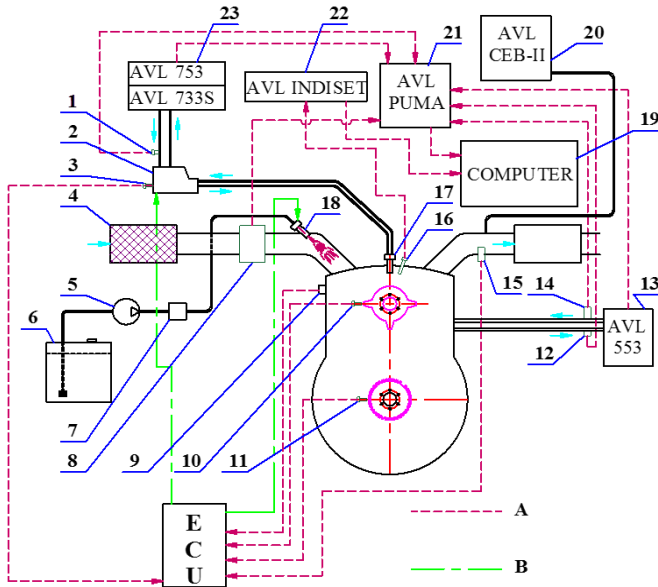 23
22
21
20
AVL 753
AVL 733S
AVL INDISET
AVL
PUMA
AVL
CEB-II
1
2
3
4
19
COMPUTER
17
16
18
5
6
15
14
13
AVL
553
12
7
8
9
10
11
E
C
U
A
B